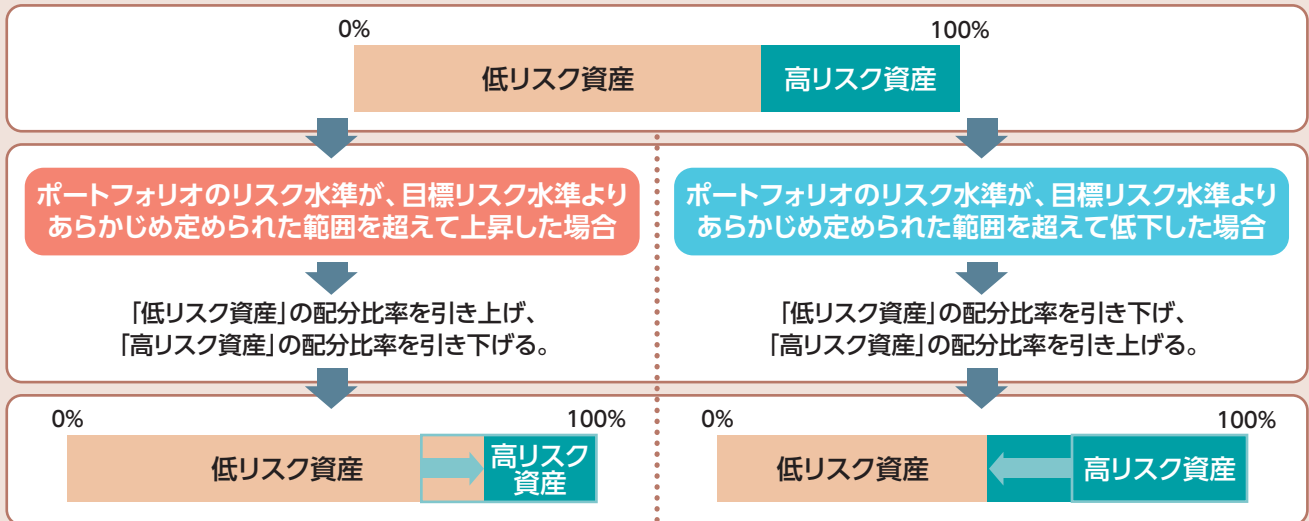 0%
100%
低リスク資産
高リスク資産
ポートフォリオのリスク水準が、目標リスク水準より
あらかじめ定められた範囲を超えて上昇した場合
「低リスク資産」の配分比率を引き上げ、
「高リスク資産」の配分比率を引き下げる。
0%
100%
低リスク資産
高リスク
資産
ポートフォリオのリスク水準が、目標リスク水準より
あらかじめ定められた範囲を超えて低下した場合
「低リスク資産」の配分比率を引き下げ、
「高リスク資産」の配分比率を引き上げる。
0%
100%
低リスク資産
高リスク資産